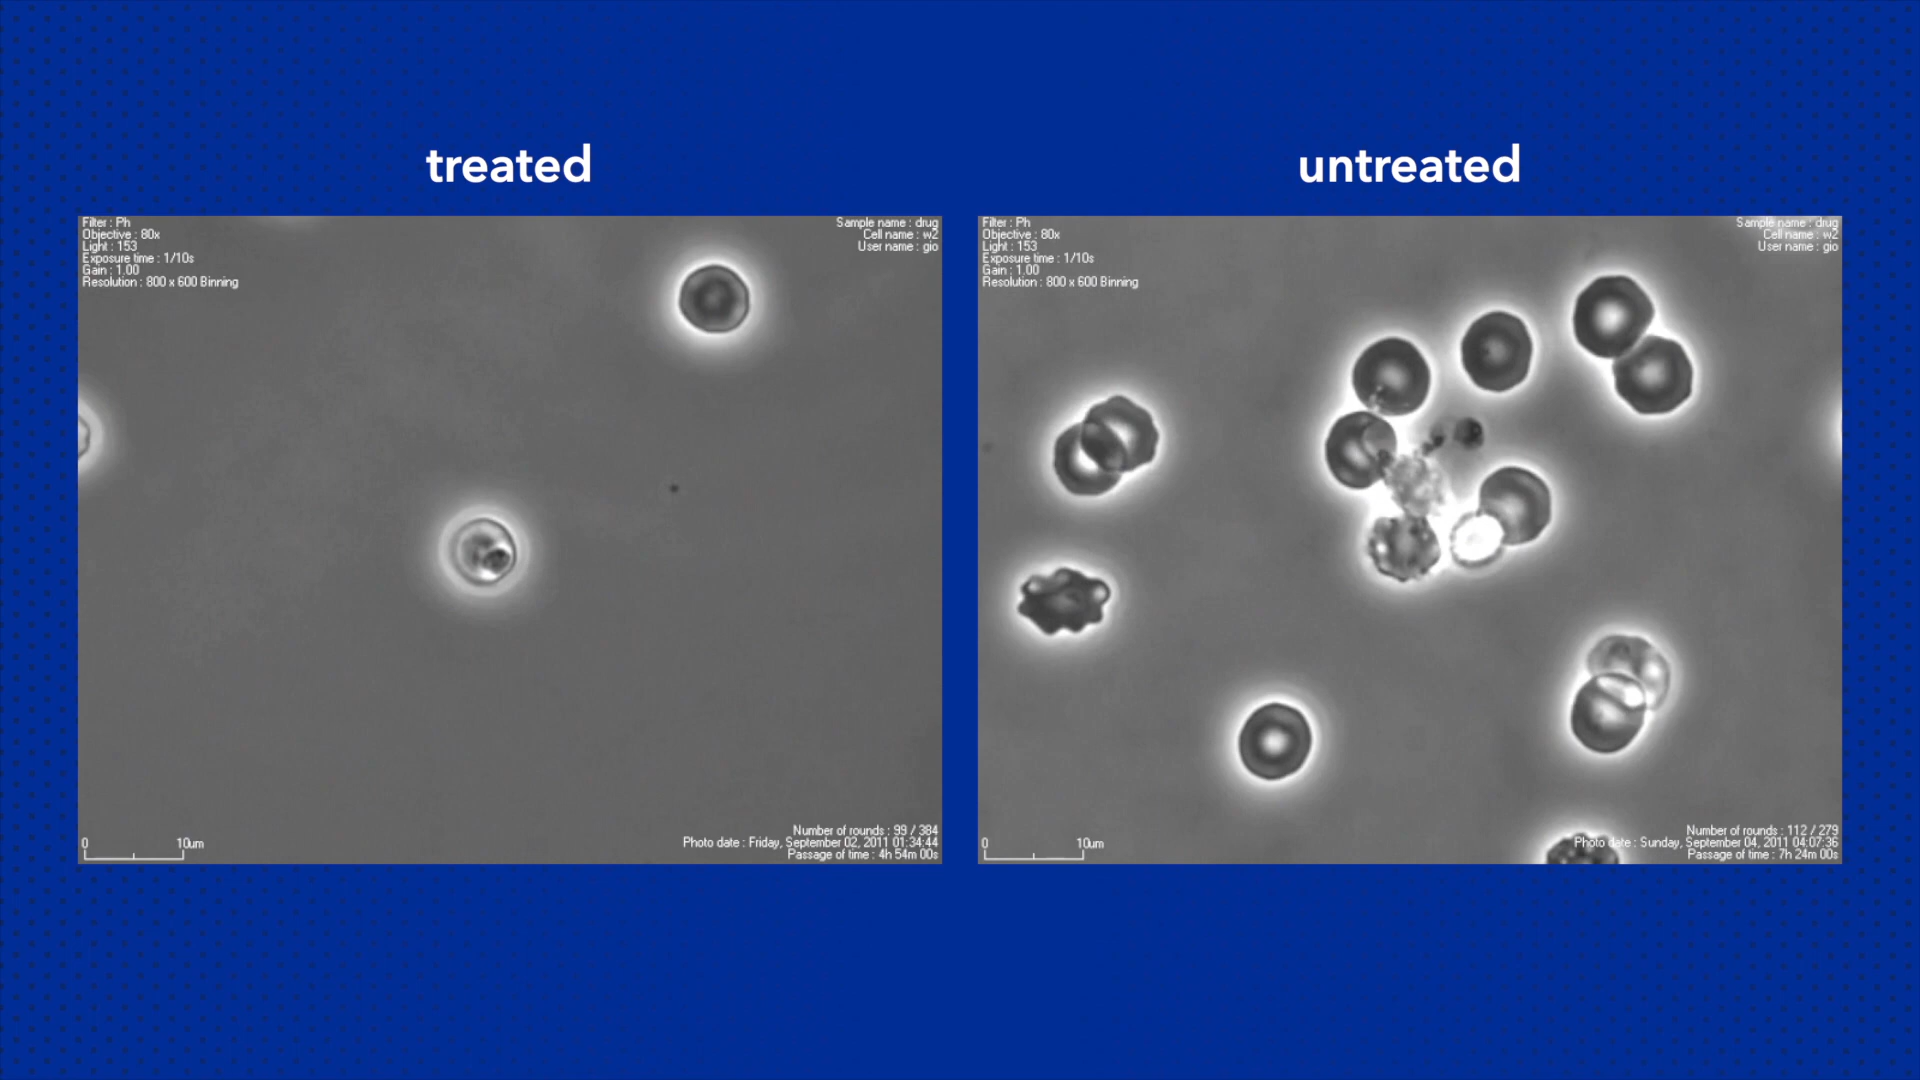 treated
untreated
Filter : Ph
Objective : 80x
Light : 153
Exposure time : 1/10s
Gain : 1.00
Resolution : 800 x 600 Binning
Sample name : drug
Cell name : w2
User name : gio
0
10um
Number of rounds : 99 / 384
Photo date : Friday, September 02, 2011 01:34:44
Passage of time : 4h 54m 00s
Filter : Ph
Objective : 80x
Light : 153
Exposure time : 1/10s
Gain : 1.00
Resolution : 800 x 600 Binning
Sample name : drug
Cell name : w2
User name : gio
0
10um
Number of rounds : 112 / 279
Photo date : Sunday, September 04, 2011 04:07:36
Passage of time : 7h 24m 00s